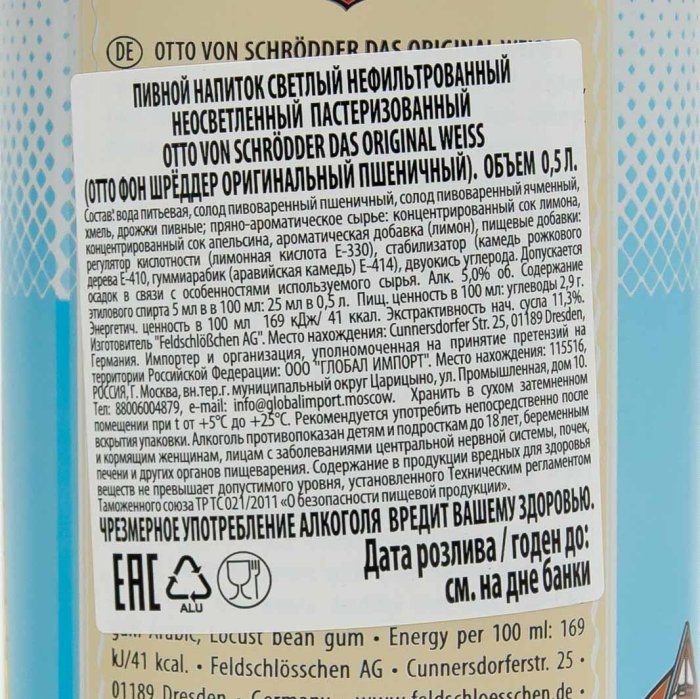 DE OTTO VON SCHRÖDDER DAS ORIGINAL WEISS
ПИВНОЙ НАПИТОК СВЕТЛЫЙ НЕФИЛЬТРОВАННЫЙ
НЕОСВЕТЛЕННЫЙ ПАСТЕРИЗОВАННЫЙ
OTTO VON SCHRÖDDER DAS ORIGINAL WEISS
(ОТТО ФОН ШРЁДДЕР ОРИГИНАЛЬНЫЙ ПШЕНИЧНЫЙ). ОБЪЕМ 0,5 Л.
Состав: вода питьевая, солод пивоваренный пшеничный, солод пивоваренный ячменный,
хмель, дрожжи пивные; пряно-ароматическое сырье: концентрированный сок лимона,
концентрированный сок апельсина, ароматическая добавка (лимон), пищевые добавки:
регулятор кислотности (лимонная кислота Е-330), стабилизатор (камедь рожкового
дерева Е-410, гуммиарабик (аравийская камедь) Е-414), двуокись углерода. Допускается
осадок в связи с особенностями используемого сырья. Алк. 5,0% об. Содержание
этилового спирта 5 мл в в 100 мл: 25 мл в 0,5 л. Пищ. ценность в 100 мл: углеводы 2,9 г.
Энергетич. ценность в 100 мл 169 кДж/ 41 ккал. Экстрактивность нач. сусла 11,3%.
Изготовитель "Feldschlößchen AG". Место нахождения: Cunnersdorfer Str. 25, 01189 Dresden,
Германия. Импортер и организация, уполномоченная на принятие претензий на
территории Российской Федерации: ООО "ГЛОБАЛ ИМПОРТ". Место нахождения: 115516,
РОССИЯ, Г. Москва, вн.тер.г. муниципальный округ Царицыно, ул. Промышленная, дом 10.
Тел: 88006004879, e-mail: info@globalimport.moscow. Хранить в сухом затемненном
помещении при t от +5°C до +25°C. Рекомендуется употребить непосредственно после
вскрытия упаковки. Алкоголь противопоказан детям и подросткам до 18 лет, беременным
и кормящим женщинам, лицам с заболеваниями центральной нервной системы, почек,
печени и других органов пищеварения. Содержание в продукции вредных для здоровья
веществ не превышает допустимого уровня, установленного Техническим регламентом
Таможенного союза ТР ТС 021/2011 «О безопасности пищевой продукции».
ЧРЕЗМЕРНОЕ УПОТРЕБЛЕНИЕ АЛКОГОЛЯ ВРЕДИТ ВАШЕМУ ЗДОРОВЬЮ.
Дата розлива / годен до:
см. на дне банки
EAC
ALU
gum Arabic, Locust bean gum • Energy per 100 ml: 169
kJ/41 kcal. • Feldschlösschen AG • Cunnersdorferstr. 25 •
01189 Dresden • Germany • www.feldschloesschen.de •